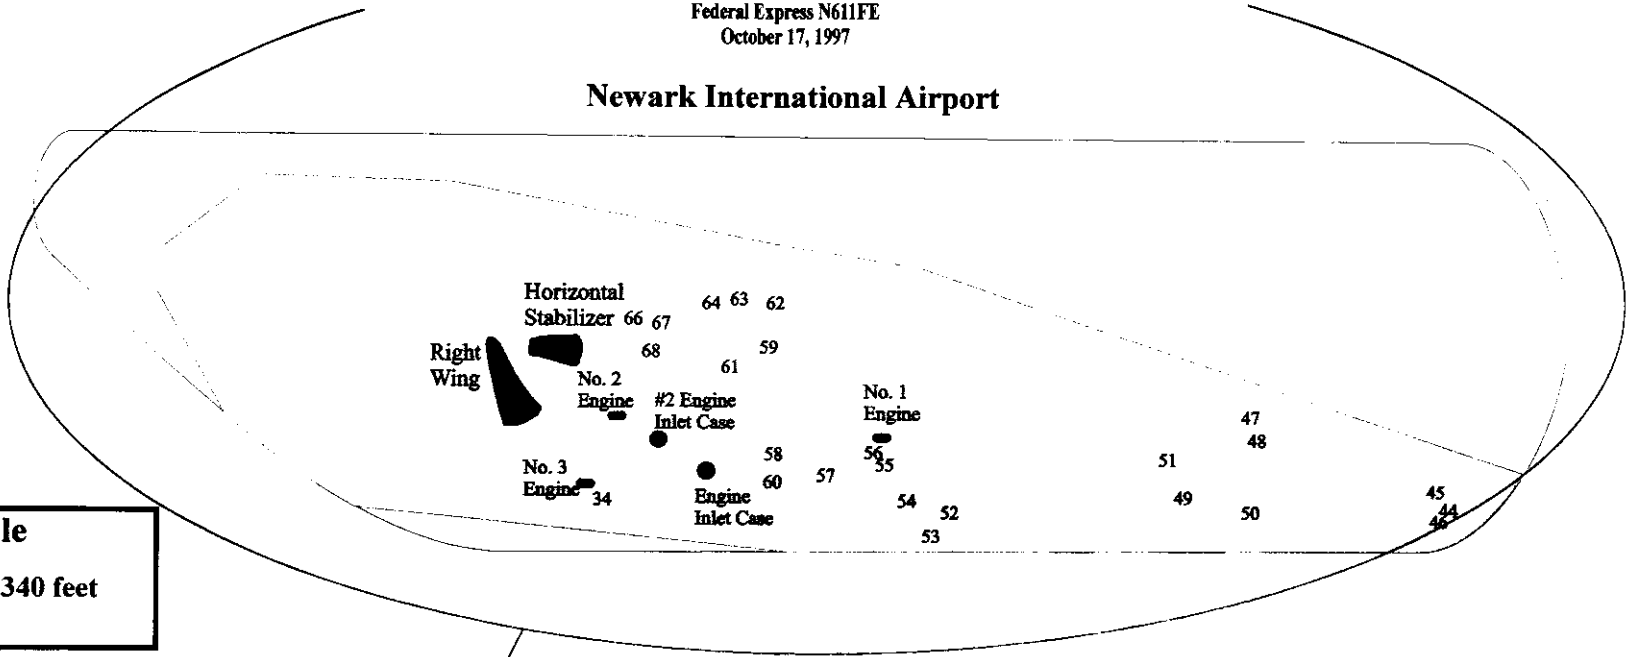 Federal Express N611FE
October 17, 1997
Newark International Airport
Horizontal
Stabilizer
66
67
64
63
62
Right
Wing
68
61
59
No. 2
Engine
#2 Engine
Inlet Case
No. 1
Engine
47
48
No. 3
Engine
34
58
60
57
56
55
51
Engine
Inlet Case
54
52
53
49
50
45
44
46
le
340 feet